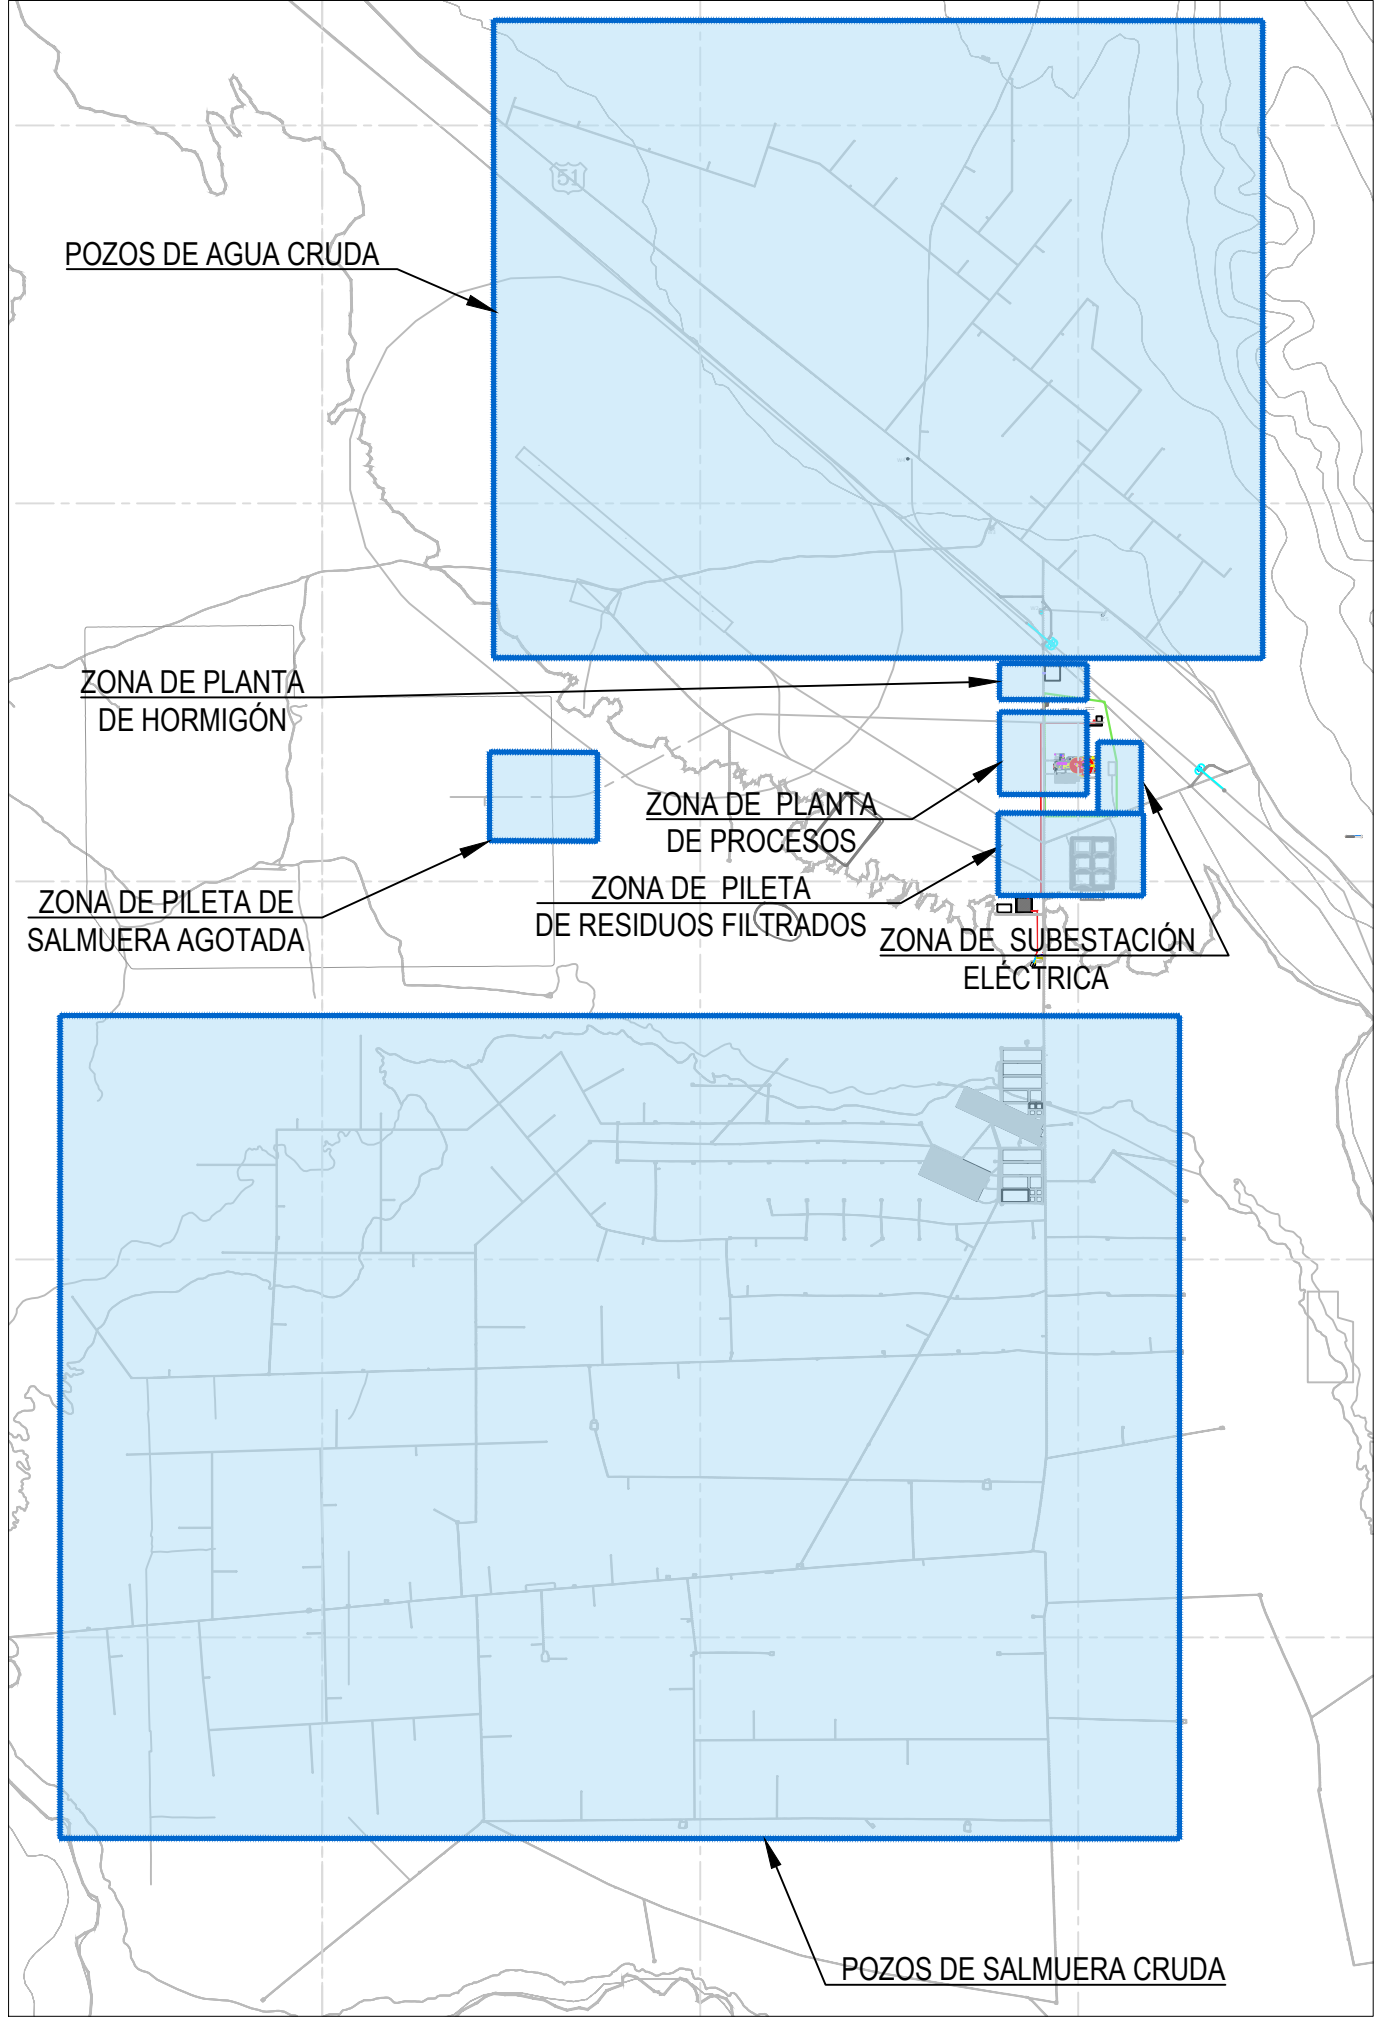 51
POZOS DE AGUA CRUDA
ZONA DE PLANTA
DE HORMIGÓN
ZONA DE PLANTA
DE PROCESOS
ZONA DE PILETA
DE RESIDUOS FILTRADOS
ZONA DE PILETA DE
SALMUERA AGOTADA
ZONA DE SUBESTACIÓN
ELÉCTRICA
POZOS DE SALMUERA CRUDA